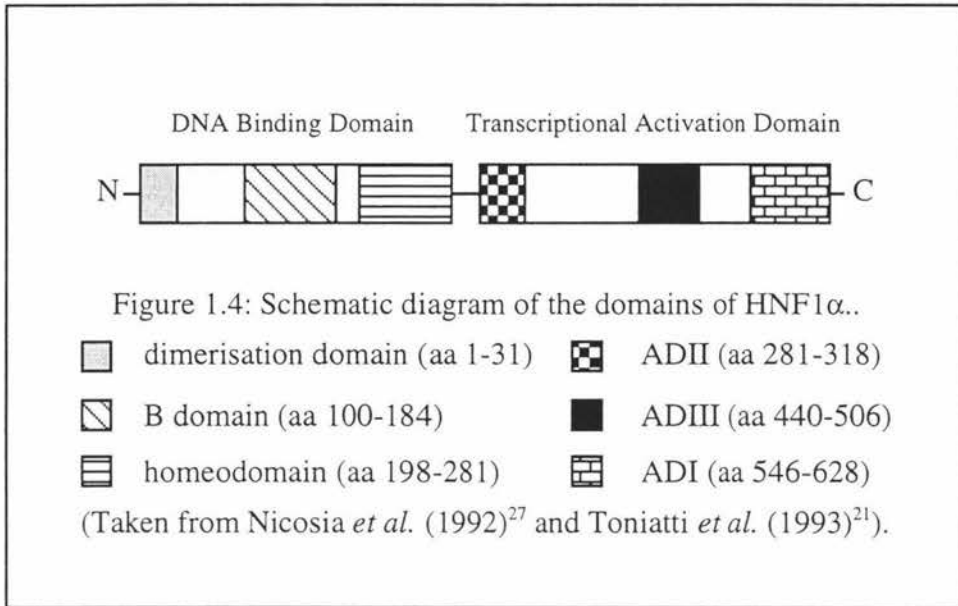 DNA Binding Domain Transcriptional Activation Domain
N C
Figure 1.4: Schematic diagram of the domains of HNF1α..
dimerisation domain (aa 1-31) ADII (aa 281-318)
B domain (aa 100-184) ADIII (aa 440-506)
homeodomain (aa 198-281) ADI (aa 546-628)
(Taken from Nicosia et al. (1992)27 and Toniatti et al. (1993)21).